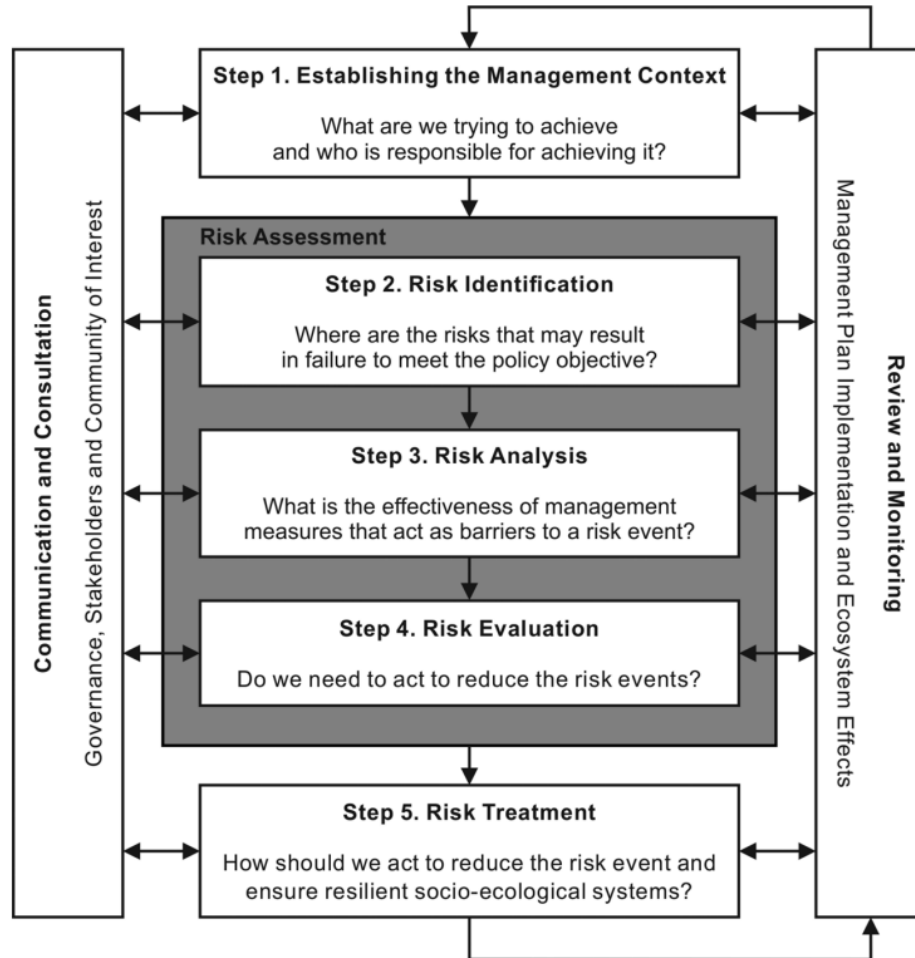 Step 1. Establishing the Management Context
What are we trying to achieve
and who is responsible for achieving it?
Risk Assessment
Step 2. Risk Identification
Where are the risks that may result
in failure to meet the policy objective?
Step 3. Risk Analysis
What is the effectiveness of management
measures that act as barriers to a risk event?
Step 4. Risk Evaluation
Do we need to act to reduce the risk events?
Step 5. Risk Treatment
How should we act to reduce the risk event and
ensure resilient socio-ecological systems?
Communication and Consultation
Governance, Stakeholders and Community of Interest
Review and Monitoring
Management Plan Implementation and Ecosystem Effects